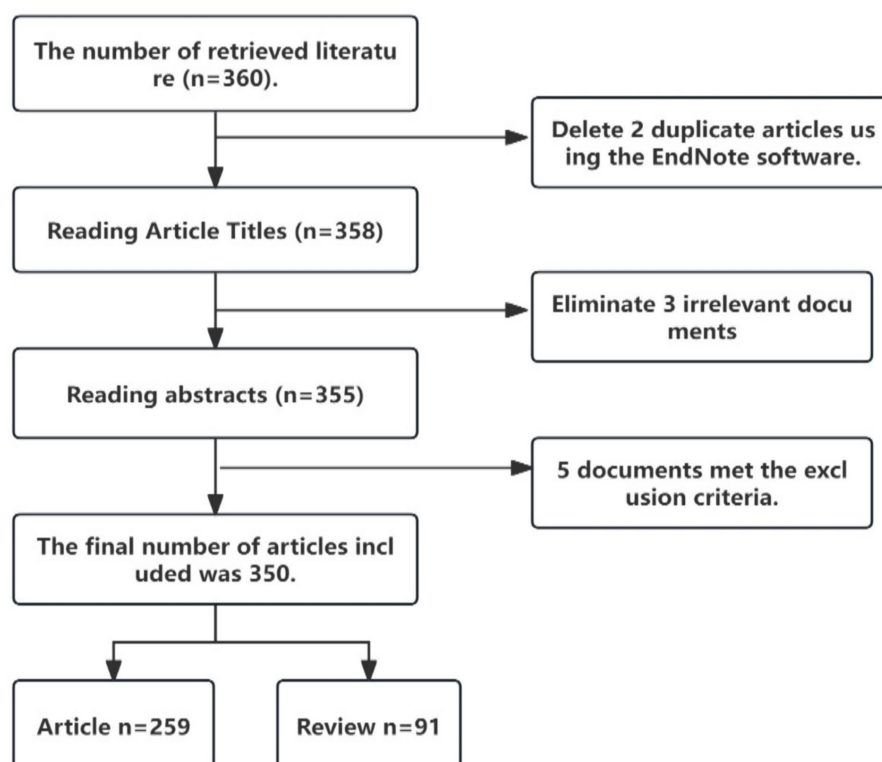 The number of retrieved literatu
re (n=360).
Delete 2 duplicate articles us
ing the EndNote software.
Reading Article Titles (n=358)
Eliminate 3 irrelevant docu
ments
Reading abstracts (n=355)
5 documents met the excl
usion criteria.
The final number of articles incl
uded was 350.
Article n=259
Review n=91